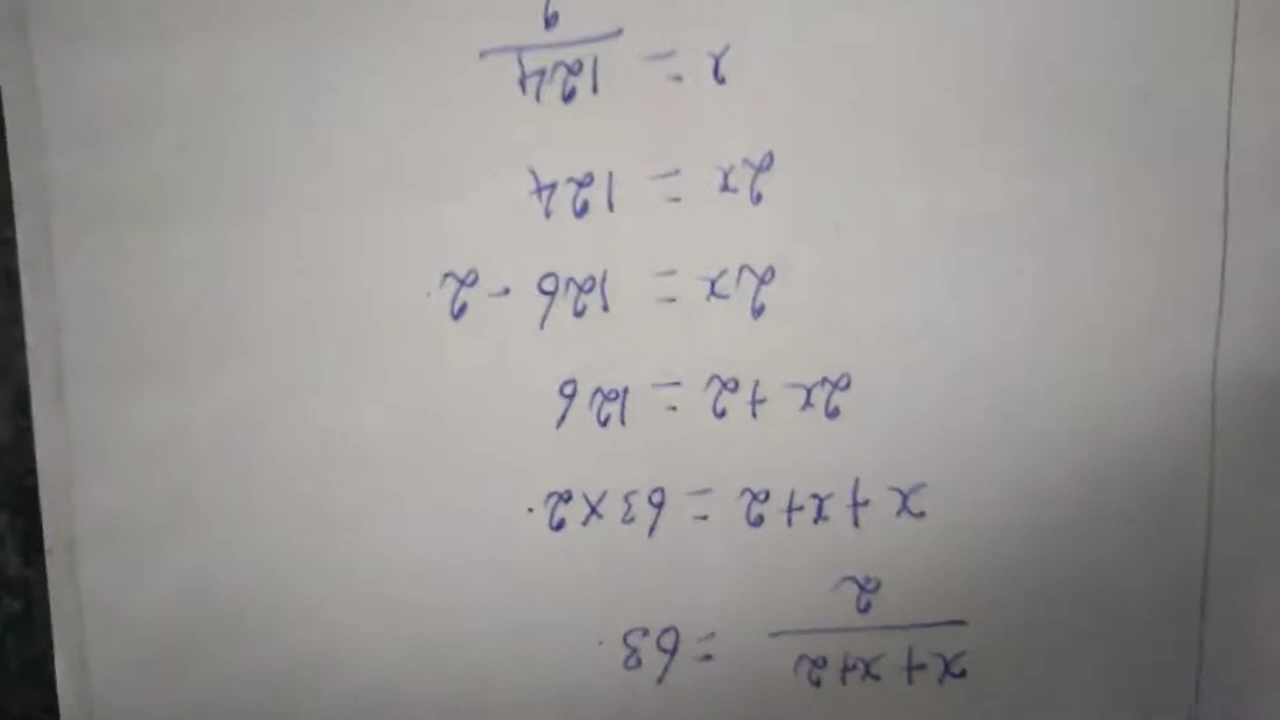 x+x+2 / 2 = 63
x+x+2 = 63×2
2x+2 = 126
2x = 126-2
2x = 124
x = 124